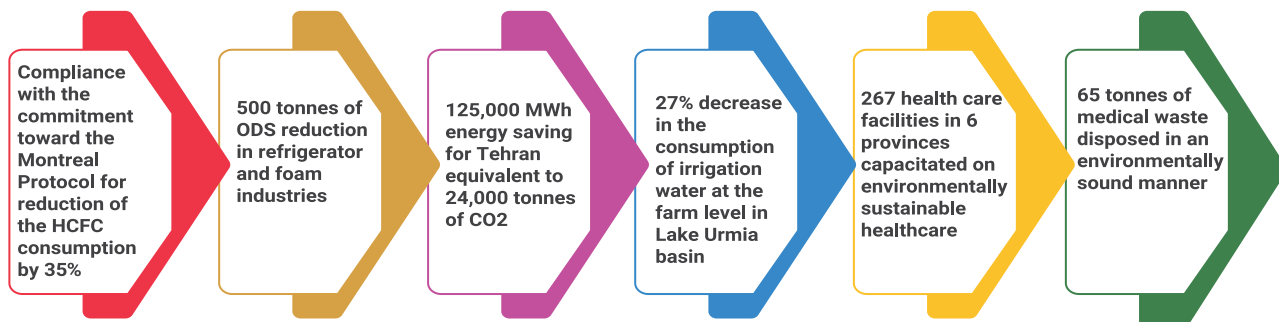 Compliance
with the
commitment
toward the
Montreal
Protocol for
reduction of
the HCFC
consumption
by 35%
500 tonnes of
ODS reduction
in refrigerator
and foam
industries
125,000 MWh
energy saving
for Tehran
equivalent to
24,000 tonnes
of CO2
27% decrease
in the
consumption
of irrigation
water at the
farm level in
Lake Urmia
basin
267 health care
facilities in 6
provinces
capacitated on
environmentally
sustainable
healthcare
65 tonnes of
medical waste
disposed in an
environmentally
sound manner